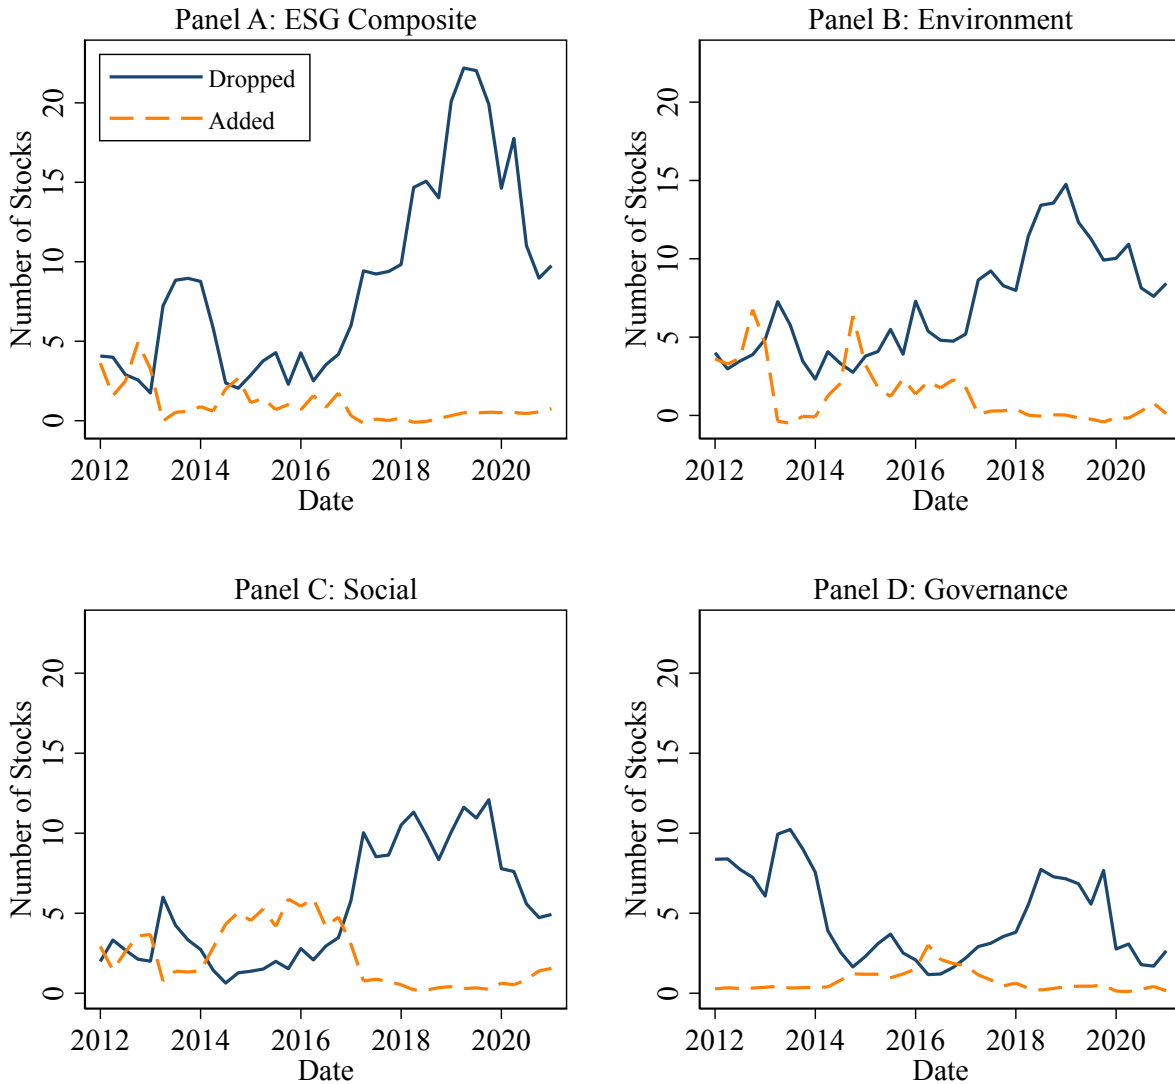 Panel A: ESG Composite
Number of Stocks
20
15
10
5
0
Dropped
Added
2012 2014 2016 2018 2020
Date
Panel B: Environment
Number of Stocks
20
15
10
5
0
2012 2014 2016 2018 2020
Date
Panel C: Social
Number of Stocks
20
15
10
5
0
2012 2014 2016 2018 2020
Date
Panel D: Governance
Number of Stocks
20
15
10
5
0
2012 2014 2016 2018 2020
Date